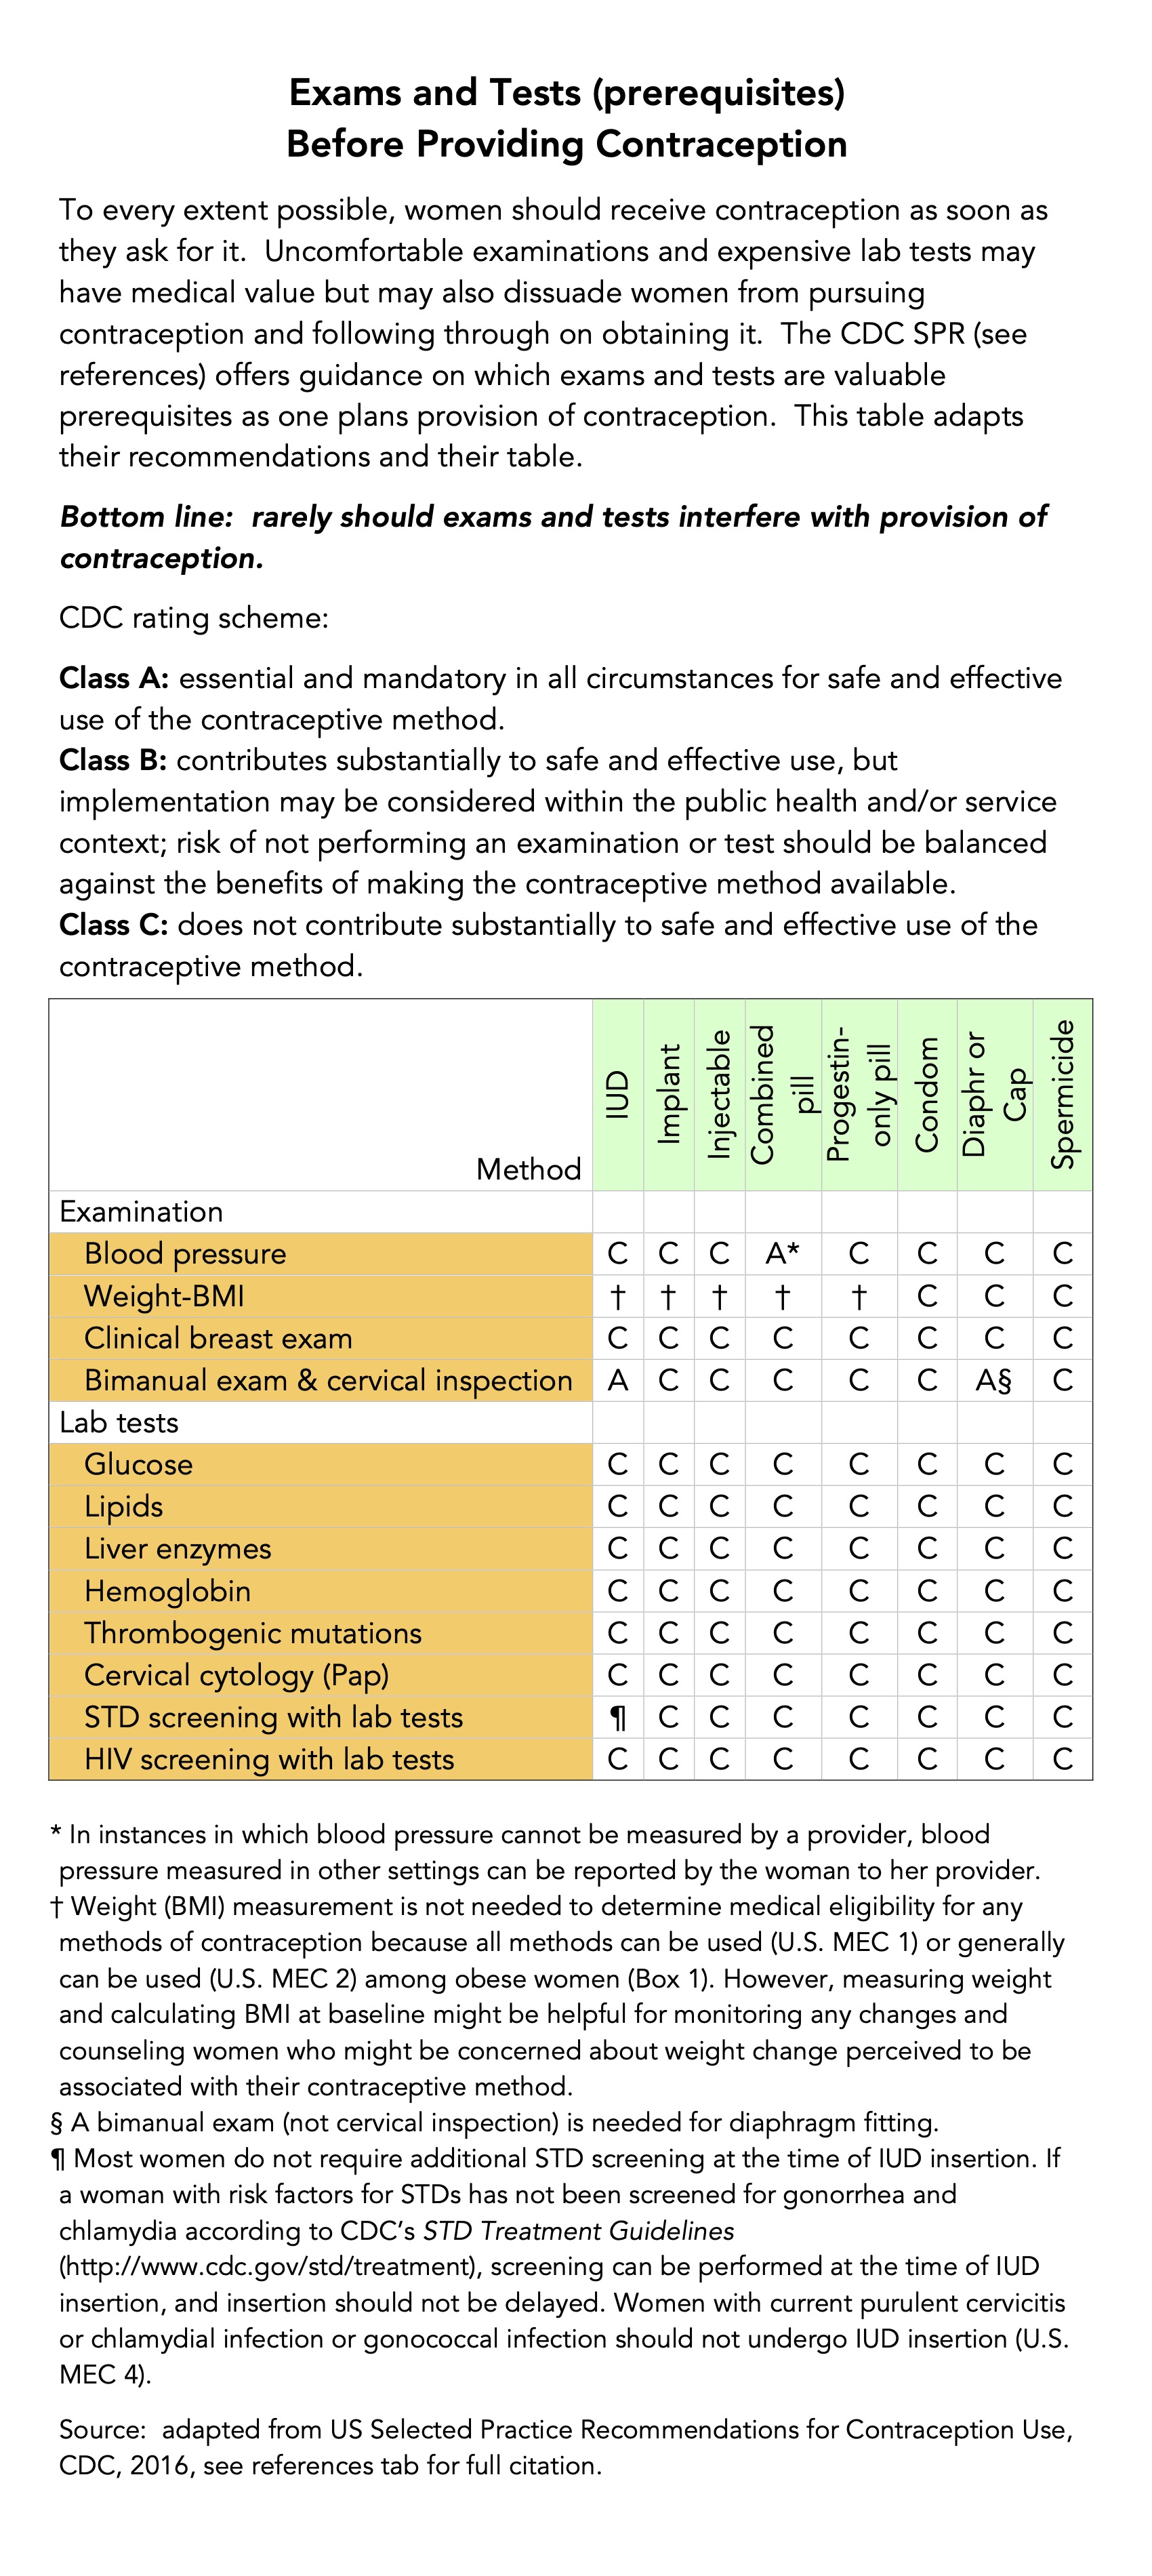 Exams and Tests (prerequisites)
Before Providing Contraception
To every extent possible, women should receive contraception as soon as
they ask for it.  Uncomfortable examinations and expensive lab tests may
have medical value but may also dissuade women from pursuing
contraception and following through on obtaining it.  The CDC SPR (see
references) offers guidance on which exams and tests are valuable
prerequisites as one plans provision of contraception.  This table adapts
their recommendations and their table.
Bottom line:  rarely should exams and tests interfere with provision of
contraception.
CDC rating scheme:
Class A: essential and mandatory in all circumstances for safe and effective
use of the contraceptive method.
Class B: contributes substantially to safe and effective use, but
implementation may be considered within the public health and/or service
context; risk of not performing an examination or test should be balanced
against the benefits of making the contraceptive method available.
Class C: does not contribute substantially to safe and effective use of the
contraceptive method.
Method IUD Implant Injectable Combined pill Progestin-only pill Condom Diaphr or Cap Spermicide
Examination
Blood pressure C C C A* C C C C
Weight-BMI † † † † † C C C
Clinical breast exam C C C C C C C C
Bimanual exam & cervical inspection A C C C C C A§ C
Lab tests
Glucose C C C C C C C C
Lipids C C C C C C C C
Liver enzymes C C C C C C C C
Hemoglobin C C C C C C C C
Thrombogenic mutations C C C C C C C C
Cervical cytology (Pap) C C C C C C C C
STD screening with lab tests ¶ C C C C C C C
HIV screening with lab tests C C C C C C C C
* In instances in which blood pressure cannot be measured by a provider, blood
pressure measured in other settings can be reported by the woman to her provider.
† Weight (BMI) measurement is not needed to determine medical eligibility for any
methods of contraception because all methods can be used (U.S. MEC 1) or generally
can be used (U.S. MEC 2) among obese women (Box 1). However, measuring weight
and calculating BMI at baseline might be helpful for monitoring any changes and
counseling women who might be concerned about weight change perceived to be
associated with their contraceptive method.
§ A bimanual exam (not cervical inspection) is needed for diaphragm fitting.
¶ Most women do not require additional STD screening at the time of IUD insertion. If
a woman with risk factors for STDs has not been screened for gonorrhea and
chlamydia according to CDC’s STD Treatment Guidelines
(http://www.cdc.gov/std/treatment), screening can be performed at the time of IUD
insertion, and insertion should not be delayed. Women with current purulent cervicitis
or chlamydial infection or gonococcal infection should not undergo IUD insertion (U.S.
MEC 4).
Source:  adapted from US Selected Practice Recommendations for Contraception Use,
CDC, 2016, see references tab for full citation.